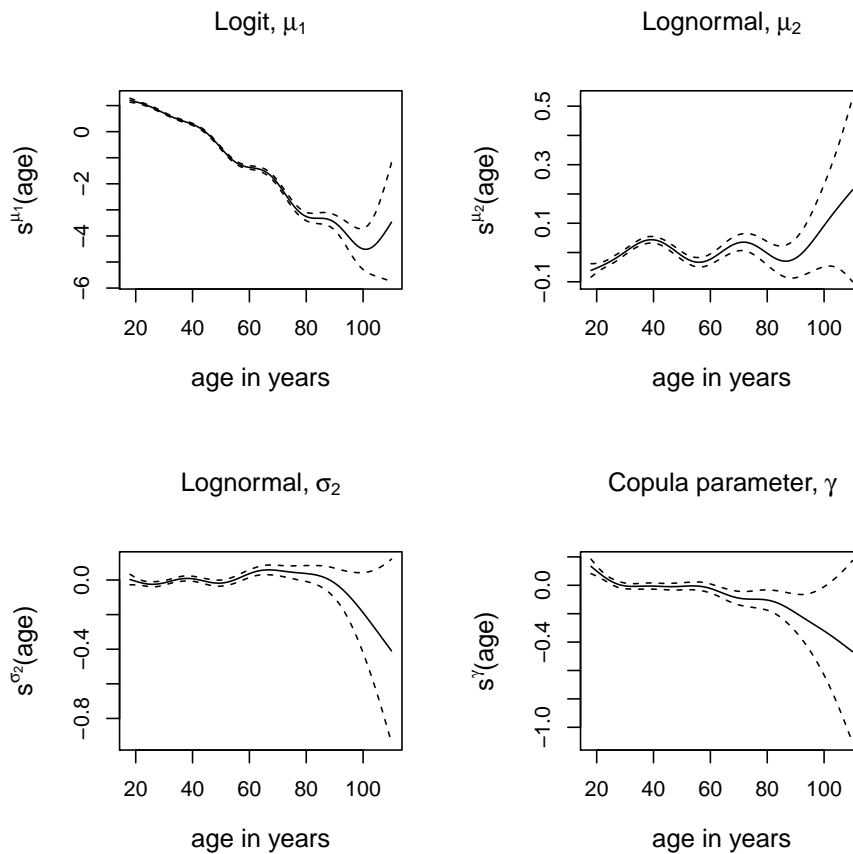 Logit, μ₁
s^μ₁(age)
0
−2
−4
−6
20 40 60 80 100
age in years
Lognormal, μ₂
s^μ₂(age)
0.5
0.3
0.1
−0.1
20 40 60 80 100
age in years
Lognormal, σ₂
s^σ₂(age)
0.0
−0.4
−0.8
20 40 60 80 100
age in years
Copula parameter, γ
s^γ(age)
0.0
−0.4
−1.0
20 40 60 80 100
age in years